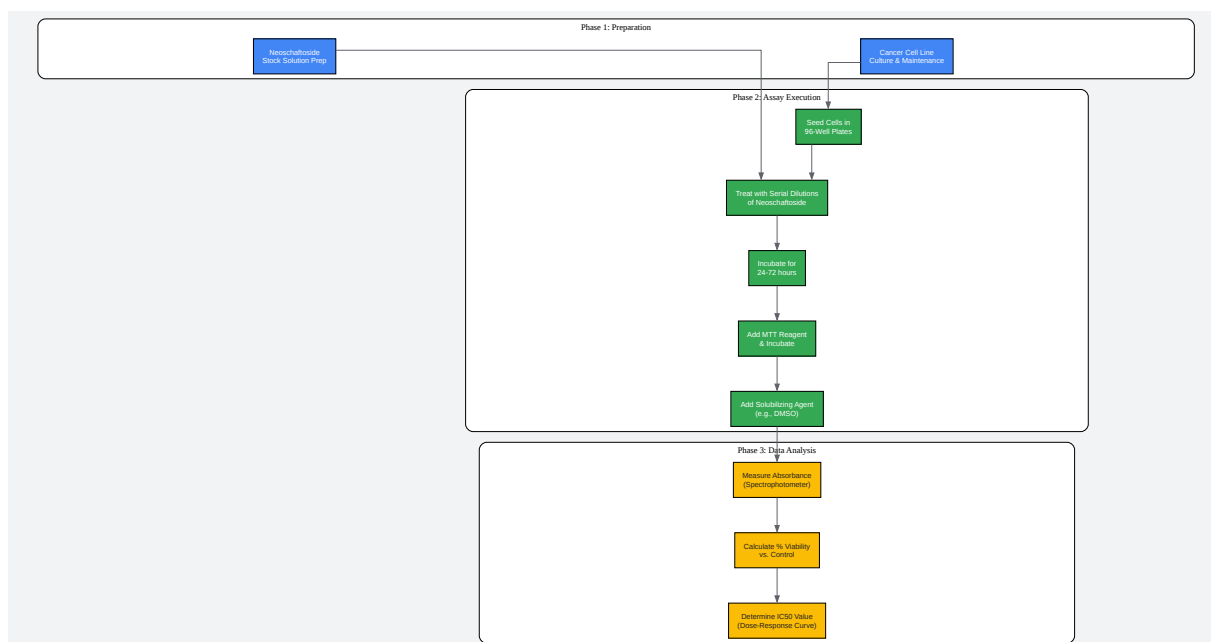 Phase 1: Preparation
Neoschaftoside
Stock Solution Prep
Cancer Cell Line
Culture & Maintenance
Phase 2: Assay Execution
Seed Cells in
96-Well Plates
Treat with Serial Dilutions
of Neoschaftoside
Incubate for
24-72 hours
Add MTT Reagent
& Incubate
Add Solubilizing Agent
(e.g., DMSO)
Phase 3: Data Analysis
Measure Absorbance
(Spectrophotometer)
Calculate % Viability
vs. Control
Determine IC50 Value
(Dose-Response Curve)